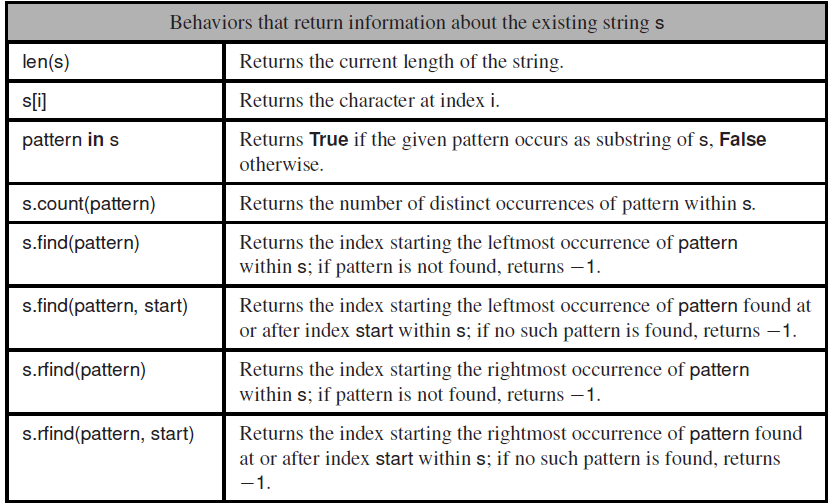 Behaviors that return information about the existing string s
len(s)
Returns the current length of the string.
s[i]
Returns the character at index i.
pattern in s
Returns True if the given pattern occurs as substring of s, False
otherwise.
s.count(pattern)
Returns the number of distinct occurrences of pattern within s.
s.find(pattern)
Returns the index starting the leftmost occurrence of pattern
within s; if pattern is not found, returns −1.
s.find(pattern, start)
Returns the index starting the leftmost occurrence of pattern found at
or after index start within s; if no such pattern is found, returns −1.
s.rfind(pattern)
Returns the index starting the rightmost occurrence of pattern
within s; if pattern is not found, returns −1.
s.rfind(pattern, start)
Returns the index starting the rightmost occurrence of pattern found
at or after index start within s; if no such pattern is found, returns
−1.